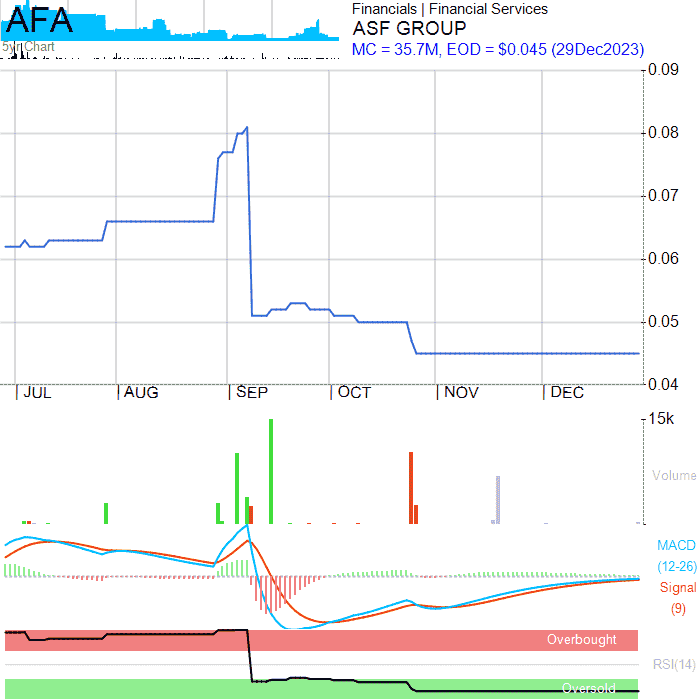 AFA
5yr Chart
Financials | Financial Services
ASF GROUP
MC = 35.7M, EOD = $0.045 (29Dec2023)
0.09
0.08
0.07
0.06
0.05
0.04
| JUL | AUG | SEP | OCT | NOV | DEC
15k
Volume
MACD
(12-26)
Signal
(9)
Overbought
RSI(14)
Oversold